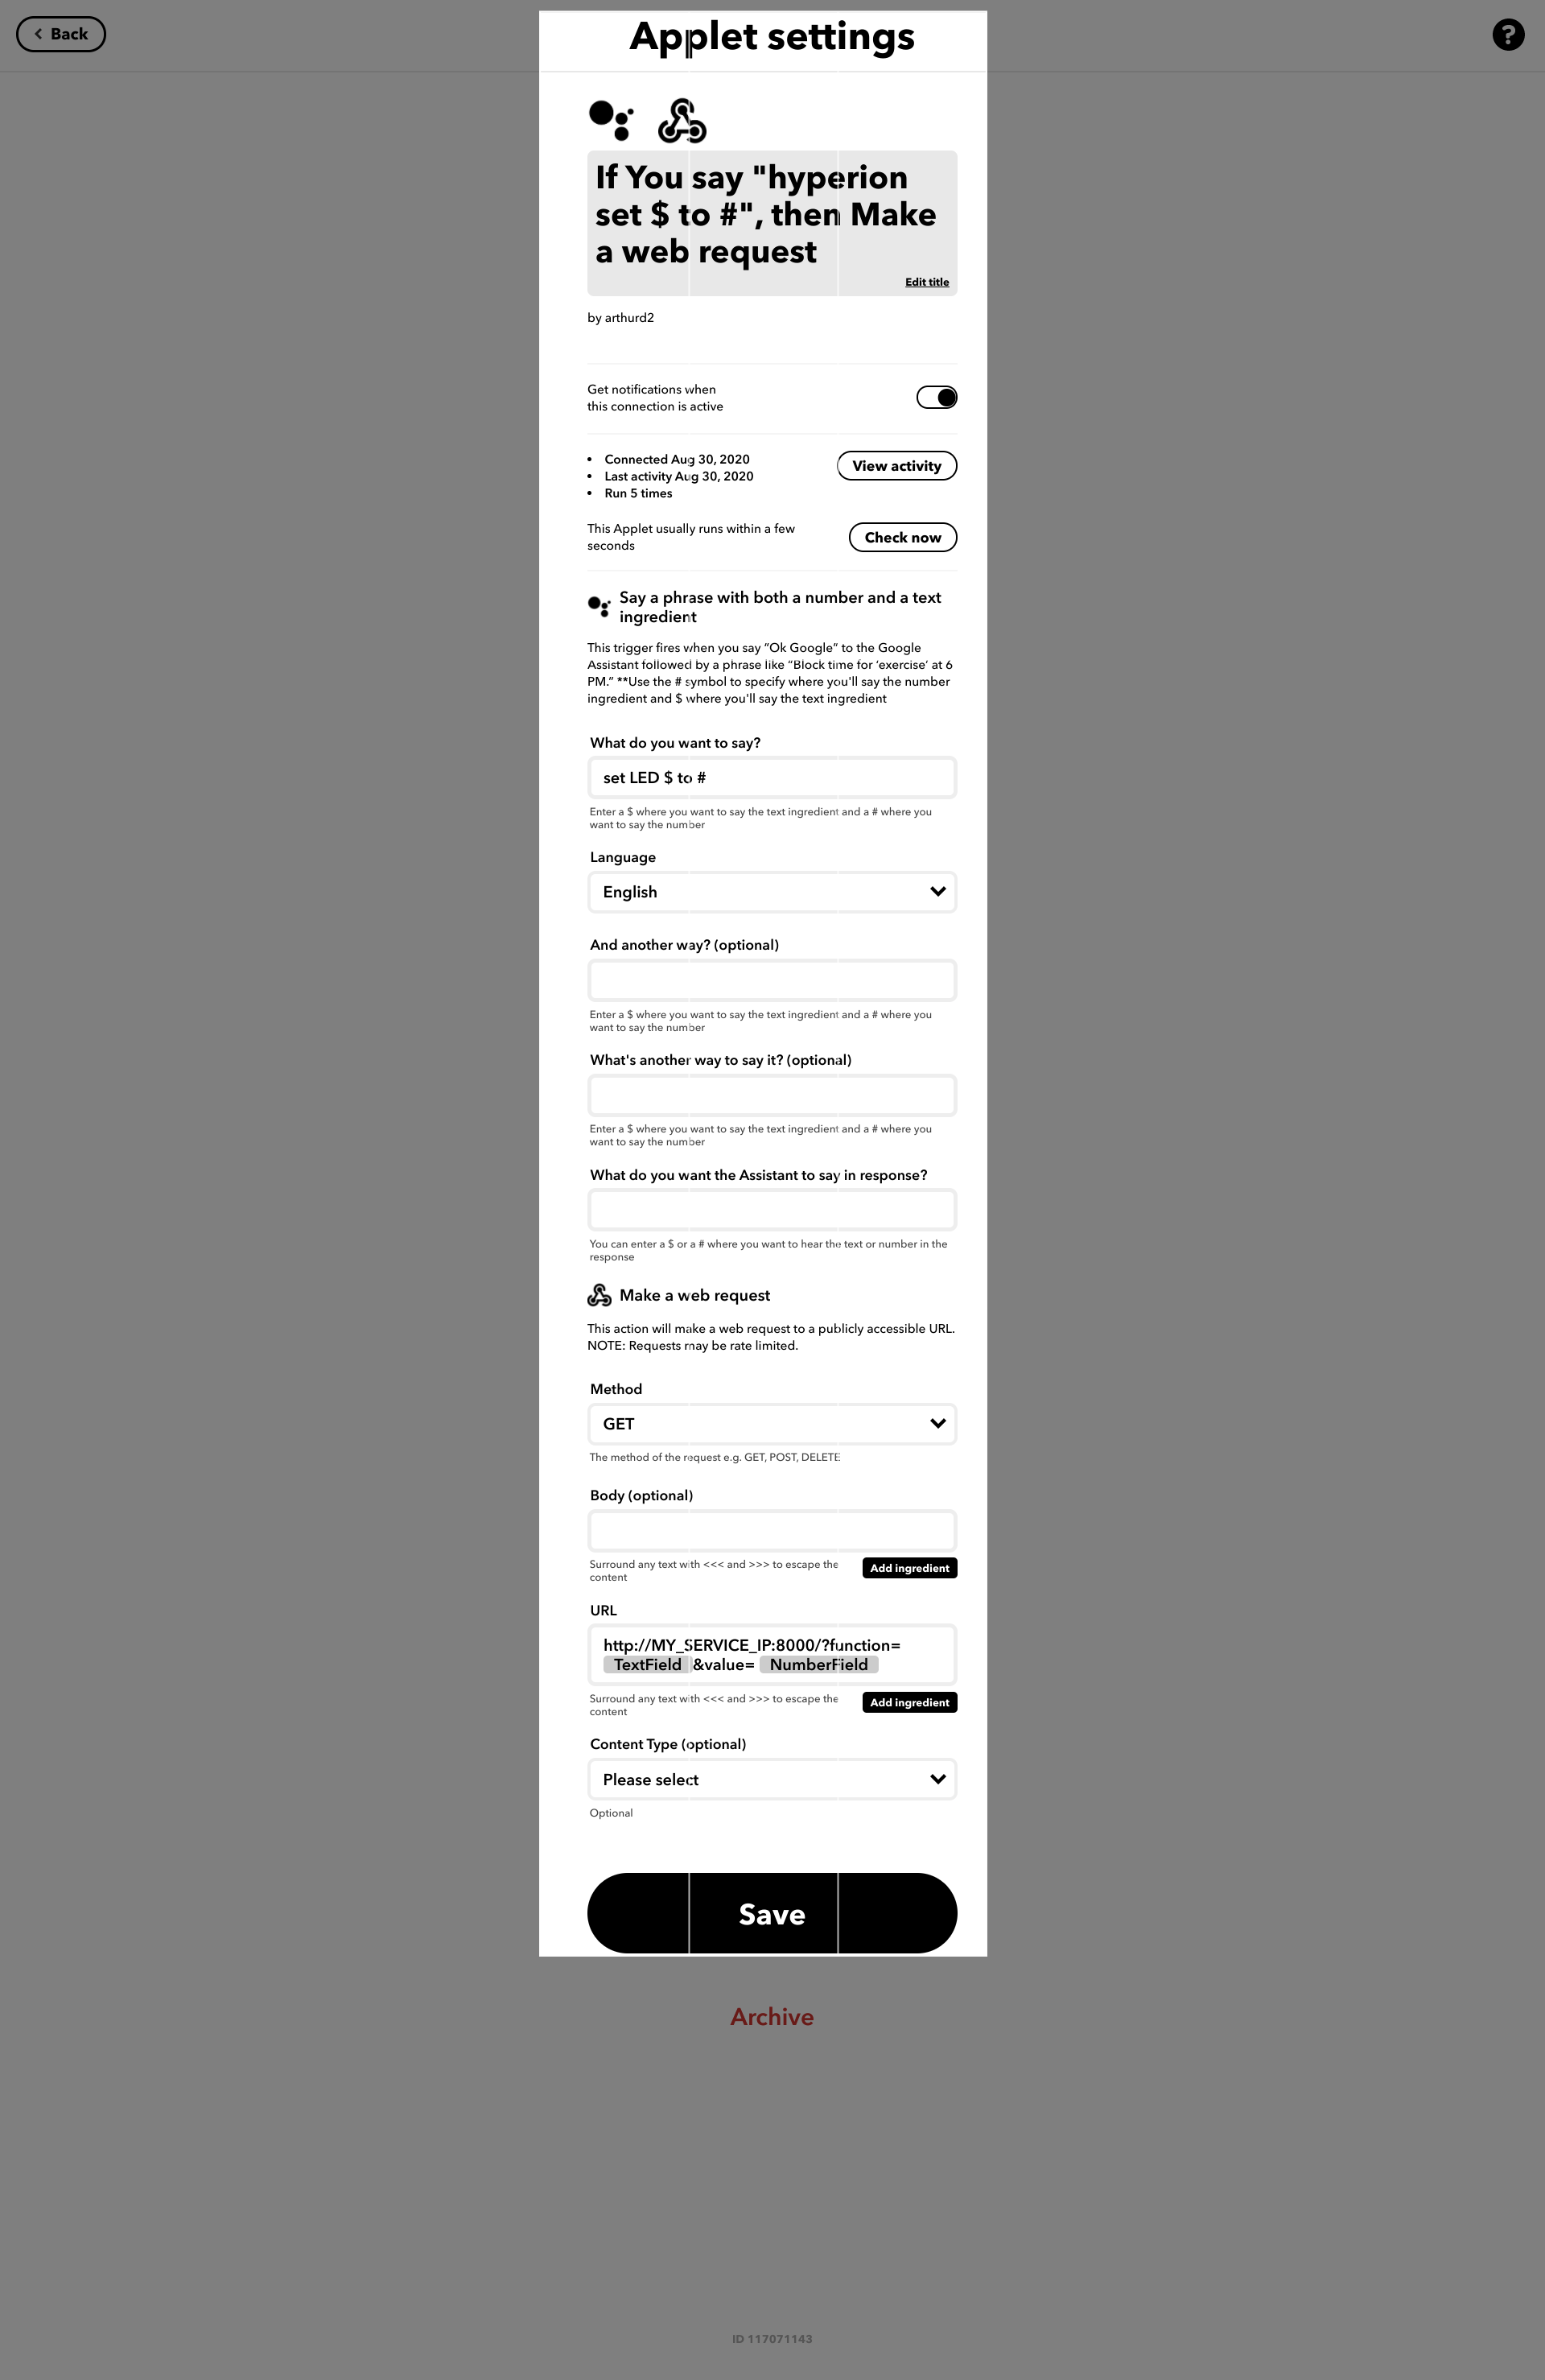 Back
Applet settings
?
If You say "hyperion
set $ to #", then Make
a web request
Edit title
by arthurd2
Get notifications when
this connection is active
• Connected Aug 30, 2020
• Last activity Aug 30, 2020
• Run 5 times
View activity
This Applet usually runs within a few
seconds
Check now
Say a phrase with both a number and a text
ingredient
This trigger fires when you say “Ok Google” to the Google
Assistant followed by a phrase like “Block time for ‘exercise’ at 6
PM.” **Use the # symbol to specify where you'll say the number
ingredient and $ where you'll say the text ingredient
What do you want to say?
set LED $ to #
Enter a $ where you want to say the text ingredient and a # where you
want to say the number
Language
English
And another way? (optional)
Enter a $ where you want to say the text ingredient and a # where you
want to say the number
What's another way to say it? (optional)
Enter a $ where you want to say the text ingredient and a # where you
want to say the number
What do you want the Assistant to say in response?
You can enter a $ or a # where you want to hear the text or number in the
response
Make a web request
This action will make a web request to a publicly accessible URL.
NOTE: Requests may be rate limited.
Method
GET
The method of the request e.g. GET, POST, DELETE
Body (optional)
Surround any text with <<< and >>> to escape the
content
Add ingredient
URL
http://MY_SERVICE_IP:8000/?function=
TextField &value= NumberField
Surround any text with <<< and >>> to escape the
content
Add ingredient
Content Type (optional)
Please select
Optional
Save
Archive
ID 117071143